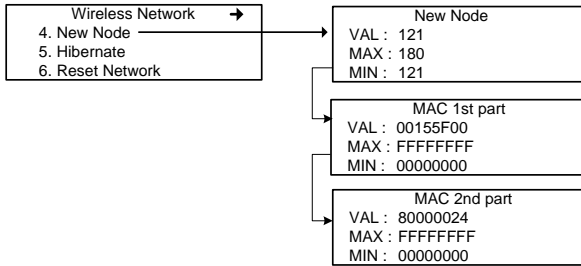 Wireless Network →
4. New Node
5. Hibernate
6. Reset Network
New Node
VAL : 121
MAX : 180
MIN : 121
MAC 1st part
VAL : 00155F00
MAX : FFFFFFFF
MIN : 00000000
MAC 2nd part
VAL : 80000024
MAX : FFFFFFFF
MIN : 00000000